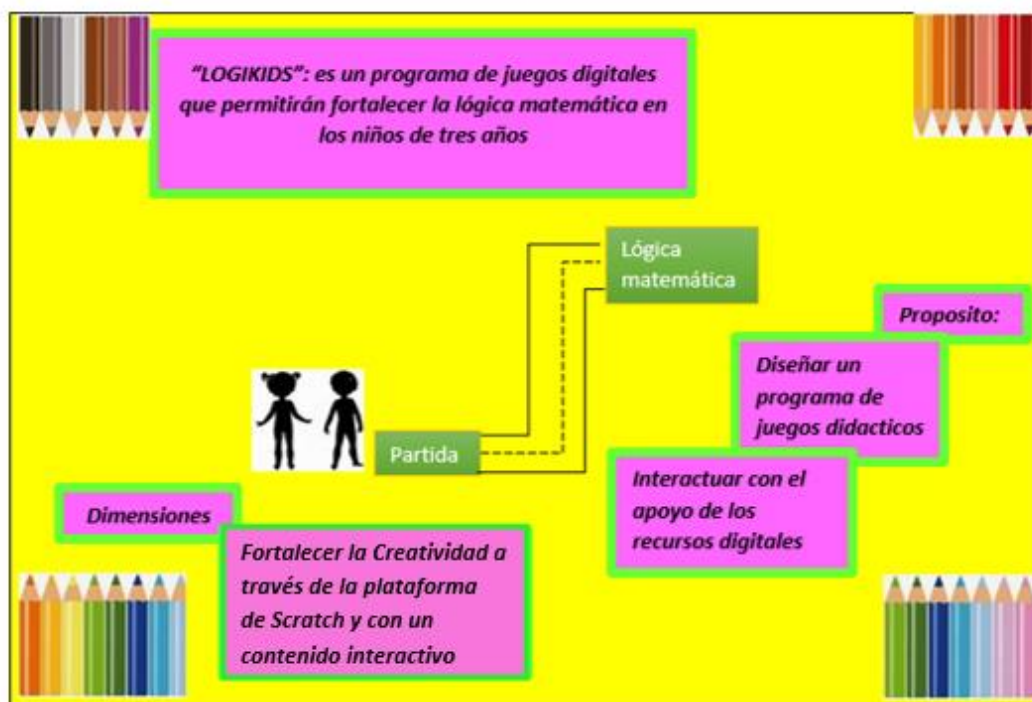 “LOGIKIDS”: es un programa de juegos digitales
que permitirán fortalecer la lógica matemática en
los niños de tres años
Lógica
matemática
Proposito:
Diseñar un
programa de
juegos didacticos
Partida
Interactuar con el
apoyo de los
recursos digitales
Dimensiones
Fortalecer la Creatividad a
través de la plataforma
de Scratch y con un
contenido interactivo